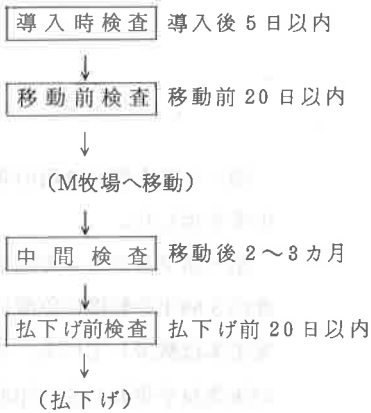 導入時検査 導入後5日以内
↓
移動前検査 移動前20日以内
↓
(M牧場へ移動)
↓
中間検査 移動後2～3カ月
↓
払下げ前検査 払下げ前20日以内
↓
(払下げ)